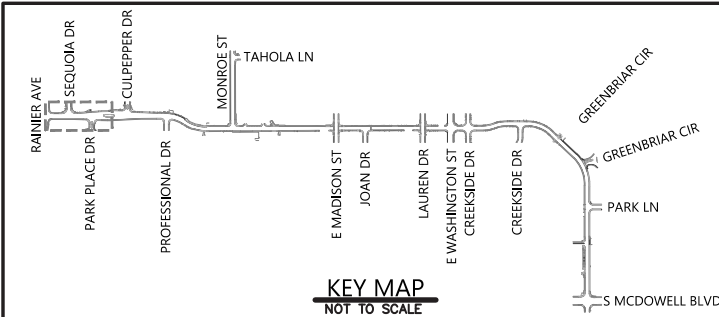 RAINIER AVE
SEQUOIA DR
CULPEPPER DR
MONROE ST
TAHOLA LN
GREENBRIAR CIR
GREENBRIAR CIR
PARK PLACE DR
PROFESSIONAL DR
E MADISON ST
JOAN DR
LAUREN DR
E WASHINGTON ST
CREEKSIDE DR
CREEKSIDE DR
PARK LN
S MCDOWELL BLVD
KEY MAP
NOT TO SCALE